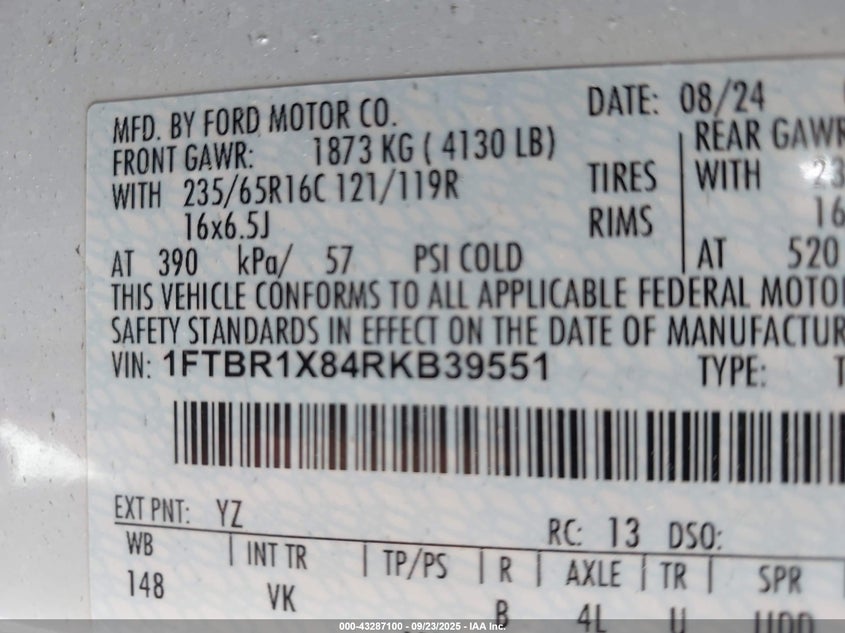 MFD. BY FORD MOTOR CO. DATE: 08/24
FRONT GAWR: 1873 KG ( 4130 LB) REAR GAWR
WITH 235/65R16C 121/119R TIRES WITH
16x6.5J RIMS 16
AT 390 kPa/ 57 PSI COLD AT 520
THIS VEHICLE CONFORMS TO ALL APPLICABLE FEDERAL MOTOR
SAFETY STANDARDS IN EFFECT ON THE DATE OF MANUFACTUR
VIN: 1FTBR1X84RKB39551 TYPE: T
EXT PNT: YZ RC: 13 DSO:
WB INT TR TP/PS R AXLE TR SPR
148 VK B 4L U
000-43287100 - 09/23/2025 - IAA Inc.